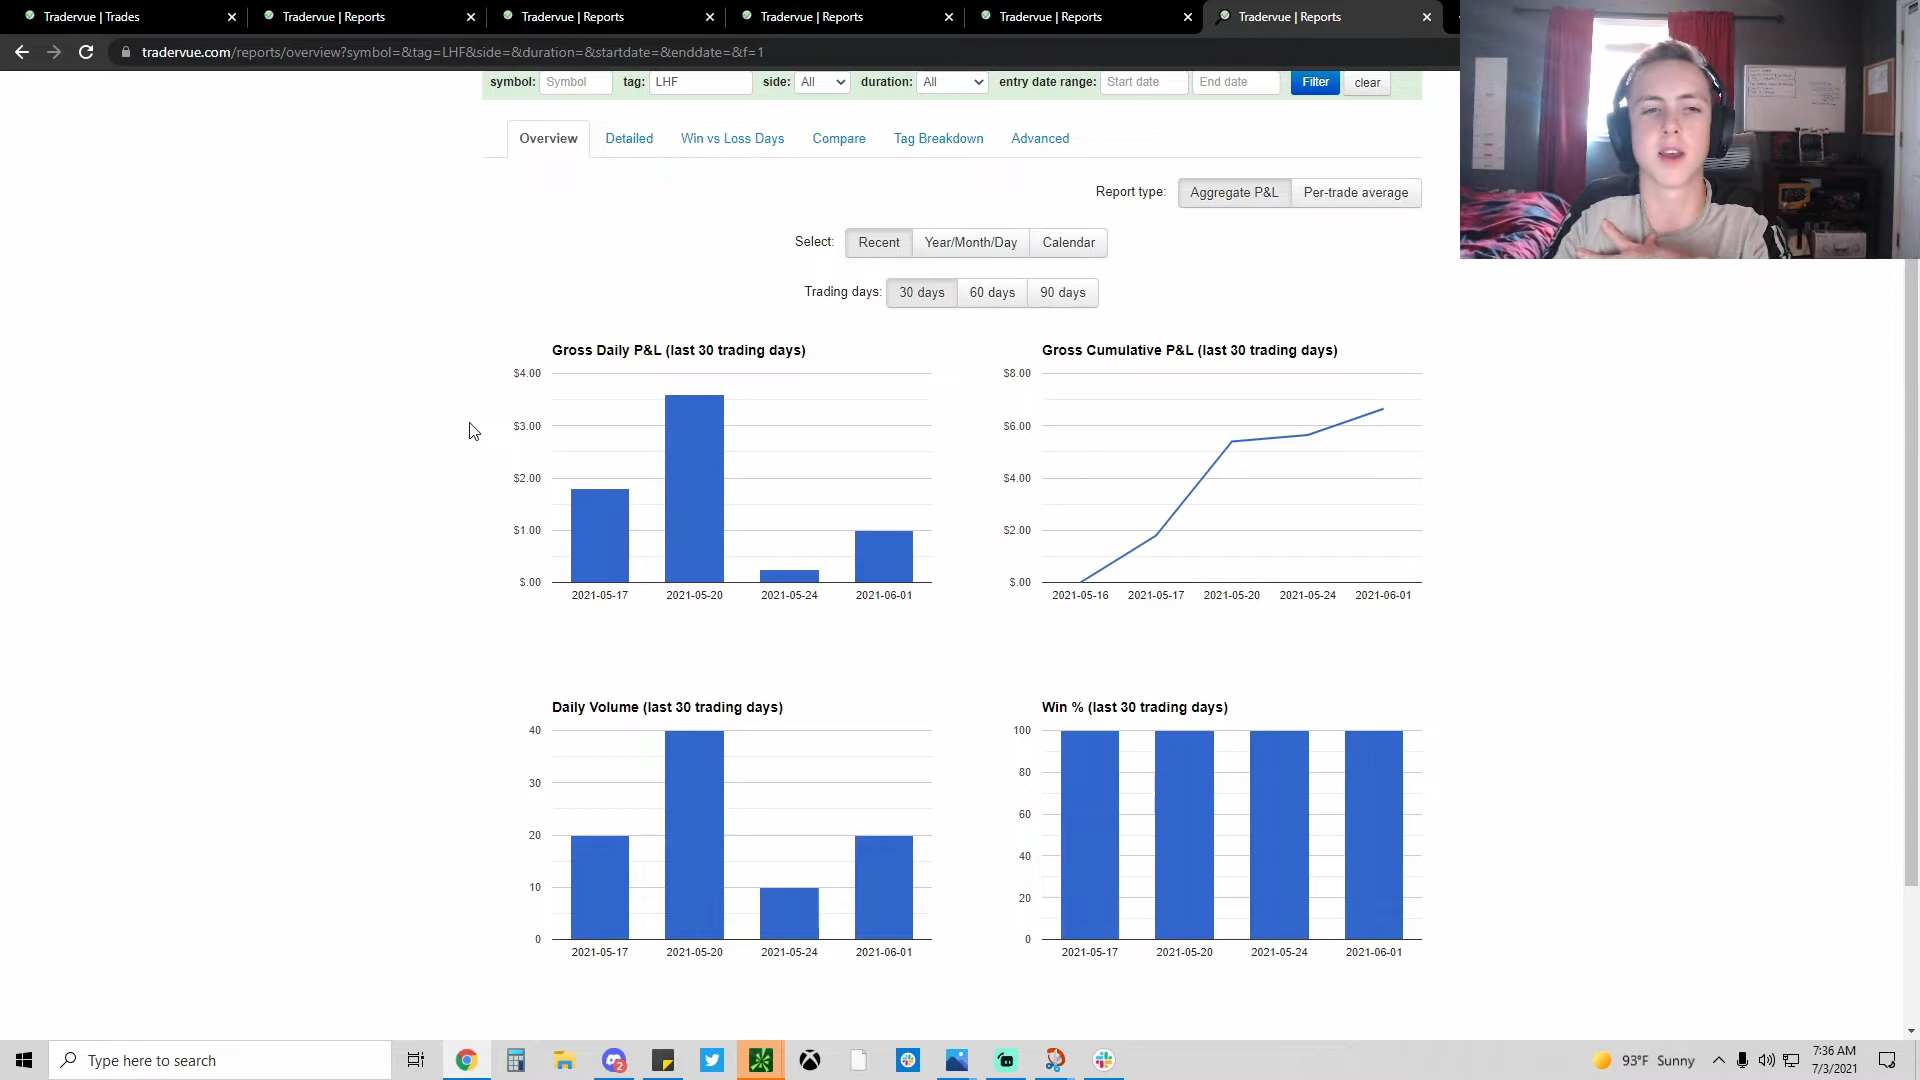 Tradervue | Trades
Tradervue | Reports
Tradervue | Reports
Tradervue | Reports
Tradervue | Reports
Tradervue | Reports
tradervue.com/reports/overview?symbol=&tag=LHF&side=&duration=&startdate=&enddate=&f=1
symbol: Symbol tag: LHF side: All duration: All entry date range: Start date End date Filter clear
Overview Detailed Win vs Loss Days Compare Tag Breakdown Advanced
Report type: Aggregate P&L Per-trade average
Select: Recent Year/Month/Day Calendar
Trading days: 30 days 60 days 90 days
Gross Daily P&L (last 30 trading days)
$4.00
$3.00
$2.00
$1.00
$.00
2021-05-17 2021-05-20 2021-05-24 2021-06-01
Gross Cumulative P&L (last 30 trading days)
$8.00
$6.00
$4.00
$2.00
$.00
2021-05-16 2021-05-17 2021-05-20 2021-05-24 2021-06-01
Daily Volume (last 30 trading days)
40
30
20
10
0
2021-05-17 2021-05-20 2021-05-24 2021-06-01
Win % (last 30 trading days)
100
80
60
40
20
0
2021-05-17 2021-05-20 2021-05-24 2021-06-01
Type here to search
2
93°F Sunny
7:36 AM
7/3/2021